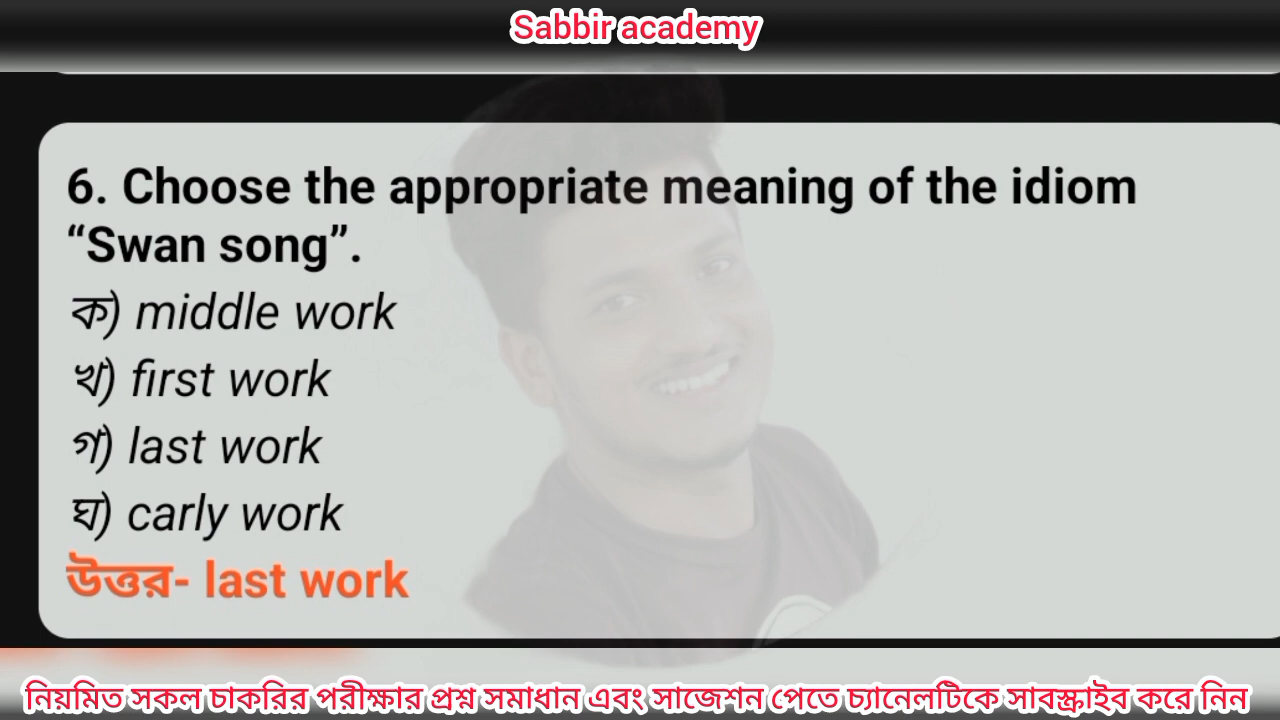 Sabbir academy
6. Choose the appropriate meaning of the idiom
“Swan song”.
ক) middle work
খ) first work
গ) last work
ঘ) carly work
উত্তর- last work
নিয়মিত সকল চাকরির পরীক্ষার প্রশ্ন সমাধান এবং সাজেশন পেতে চ্যানেলটিকে সাবস্ক্রাইব করে নিন